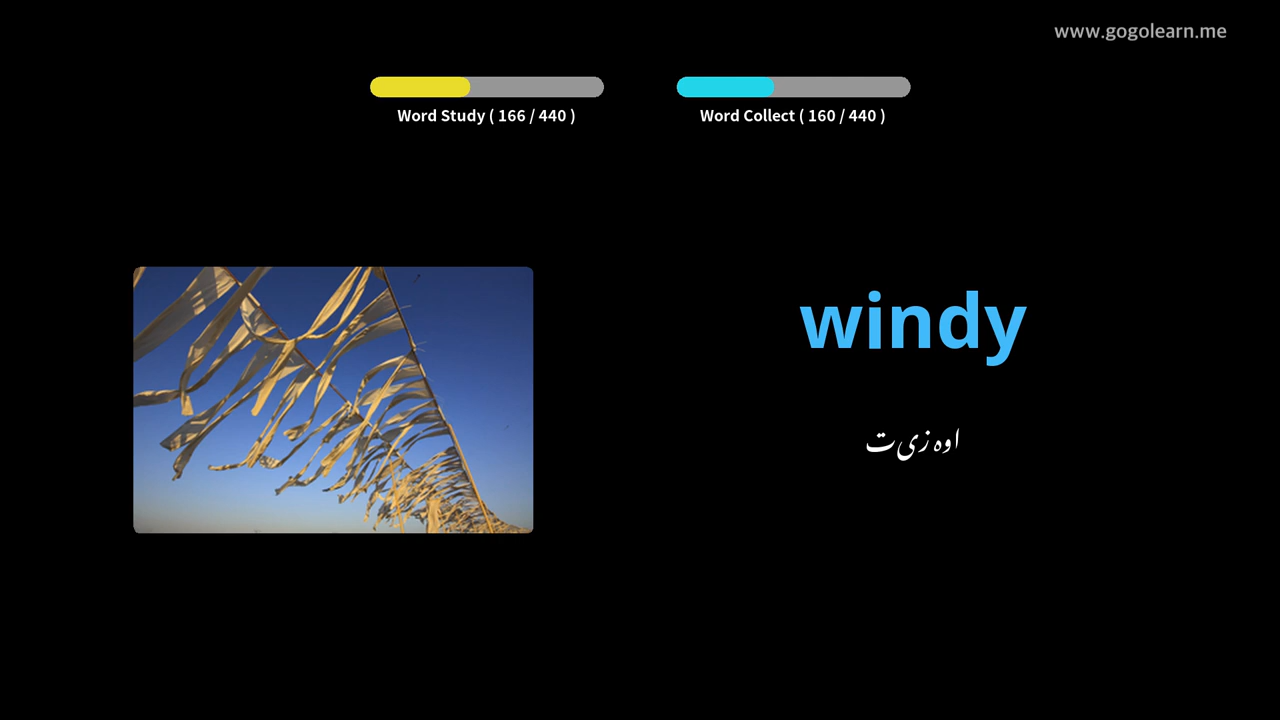 www.gogolearn.me
Word Study ( 166 / 440 )
Word Collect ( 160 / 440 )
windy
اوه زی ت